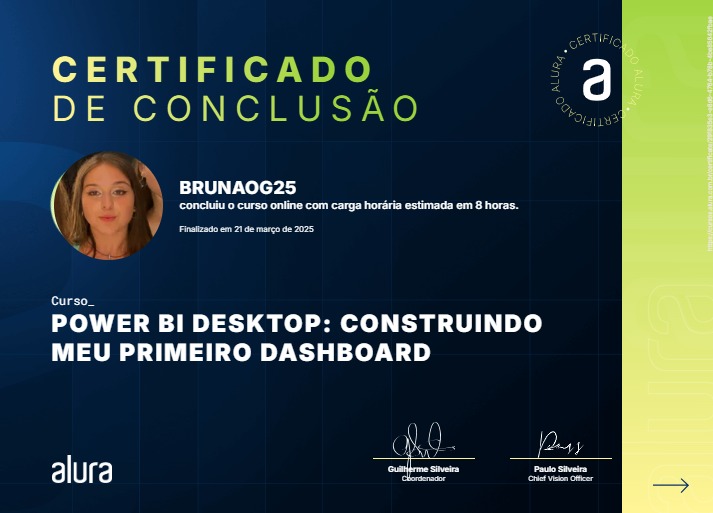 CERTIFICADO
DE CONCLUSÃO
CERTIFICADO ALURA • CERTIFICADO ALURA •
a
BRUNAOG25
concluiu o curso online com carga horária estimada em 8 horas.
Finalizado em 21 de março de 2025
Curso_
POWER BI DESKTOP: CONSTRUINDO
MEU PRIMEIRO DASHBOARD
alura
Guilherme Silveira
Coordenador
Paulo Silveira
Chief Vision Officer
alura